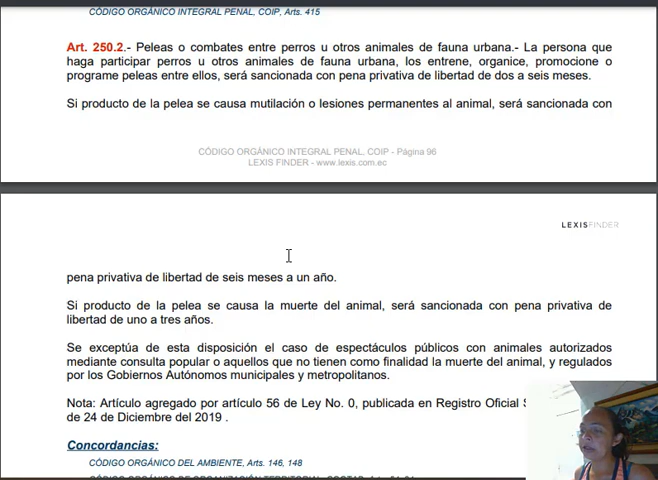 CÓDIGO ORGÁNICO INTEGRAL PENAL, COIP, Arts. 415
Art. 250.2.- Peleas o combates entre perros u otros animales de fauna urbana.- La persona que
haga participar perros u otros animales de fauna urbana, los entrene, organice, promocione o
programe peleas entre ellos, será sancionada con pena privativa de libertad de dos a seis meses.
Si producto de la pelea se causa mutilación o lesiones permanentes al animal, será sancionada con
CÓDIGO ORGÁNICO INTEGRAL PENAL, COIP - Página 96
LEXIS FINDER - www.lexis.com.ec
LEXISFINDER
pena privativa de libertad de seis meses a un año.
Si producto de la pelea se causa la muerte del animal, será sancionada con pena privativa de
libertad de uno a tres años.
Se exceptúa de esta disposición el caso de espectáculos públicos con animales autorizados
mediante consulta popular o aquellos que no tienen como finalidad la muerte del animal, y regulados
por los Gobiernos Autónomos municipales y metropolitanos.
Nota: Artículo agregado por artículo 56 de Ley No. 0, publicada en Registro Oficial S
de 24 de Diciembre del 2019 .
Concordancias:
CÓDIGO ORGÁNICO DEL AMBIENTE, Arts. 146, 148